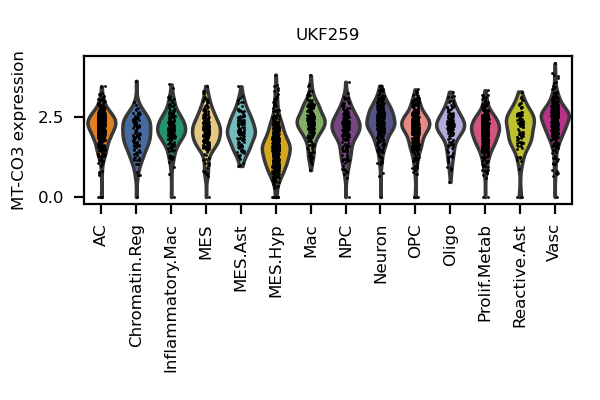 UKF259
MT-CO3 expression
2.5
0.0
AC
Chromatin.Reg
Inflammatory.Mac
MES
MES.Ast
MES.Hyp
Mac
NPC
Neuron
OPC
Oligo
Prolif.Metab
Reactive.Ast
Vasc